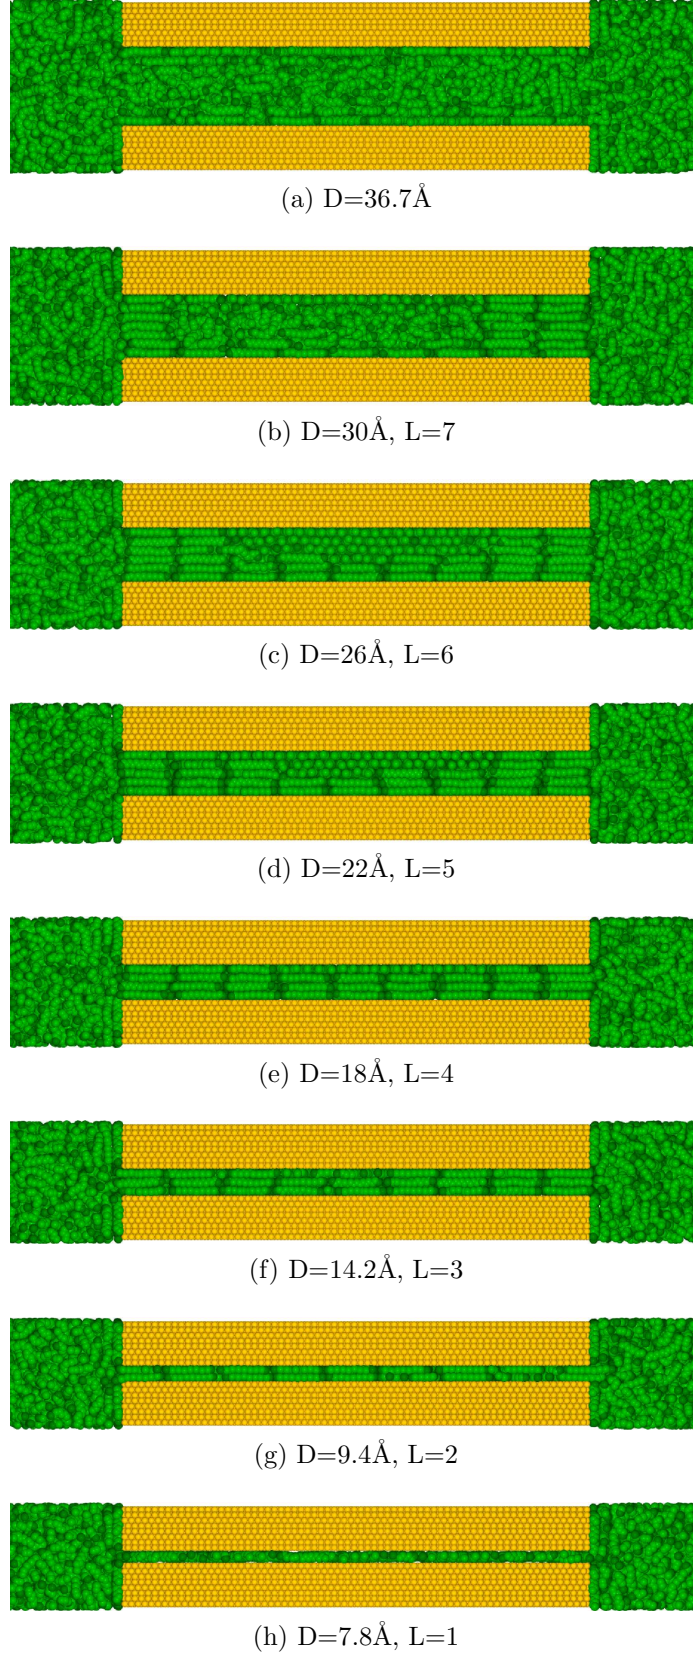 (a) D=36.7Å
(b) D=30Å, L=7
(c) D=26Å, L=6
(d) D=22Å, L=5
(e) D=18Å, L=4
(f) D=14.2Å, L=3
(g) D=9.4Å, L=2
(h) D=7.8Å, L=1